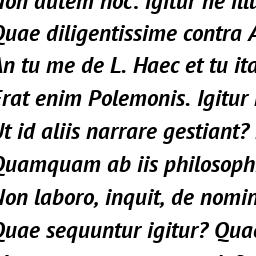 Non autem hoc. Igitur ne illu
Quae diligentissime contra A
An tu me de L. Haec et tu ita
Erat enim Polemonis. Igitur
Ut id aliis narrare gestiant?
Quamquam ab iis philosoph
Non laboro, inquit, de nomin
Quae sequuntur igitur? Quae